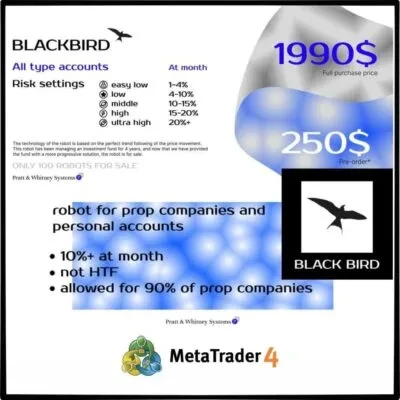 BLACKBIRD
All type accounts At month
Risk settings easy low 1-4%
low 4-10%
middle 10-15%
high 15-20%
ultra high 20%+
1990$
Full purchase price
250$
Pre-order*
The technology of the robot is based on the perfect trend following of the price movement.
This robot has been managing an investment fund for 4 years, and now that we have provided
the fund with a more progressive solution, the robot is for sale.
ONLY 100 ROBOTS FOR SALE
Pratt & Whitney Systems
robot for prop companies and
personal accounts
• 10%+ at month
• not HTF
• allowed for 90% of prop companies
BLACK BIRD
Pratt & Whitney Systems
MetaTrader 4